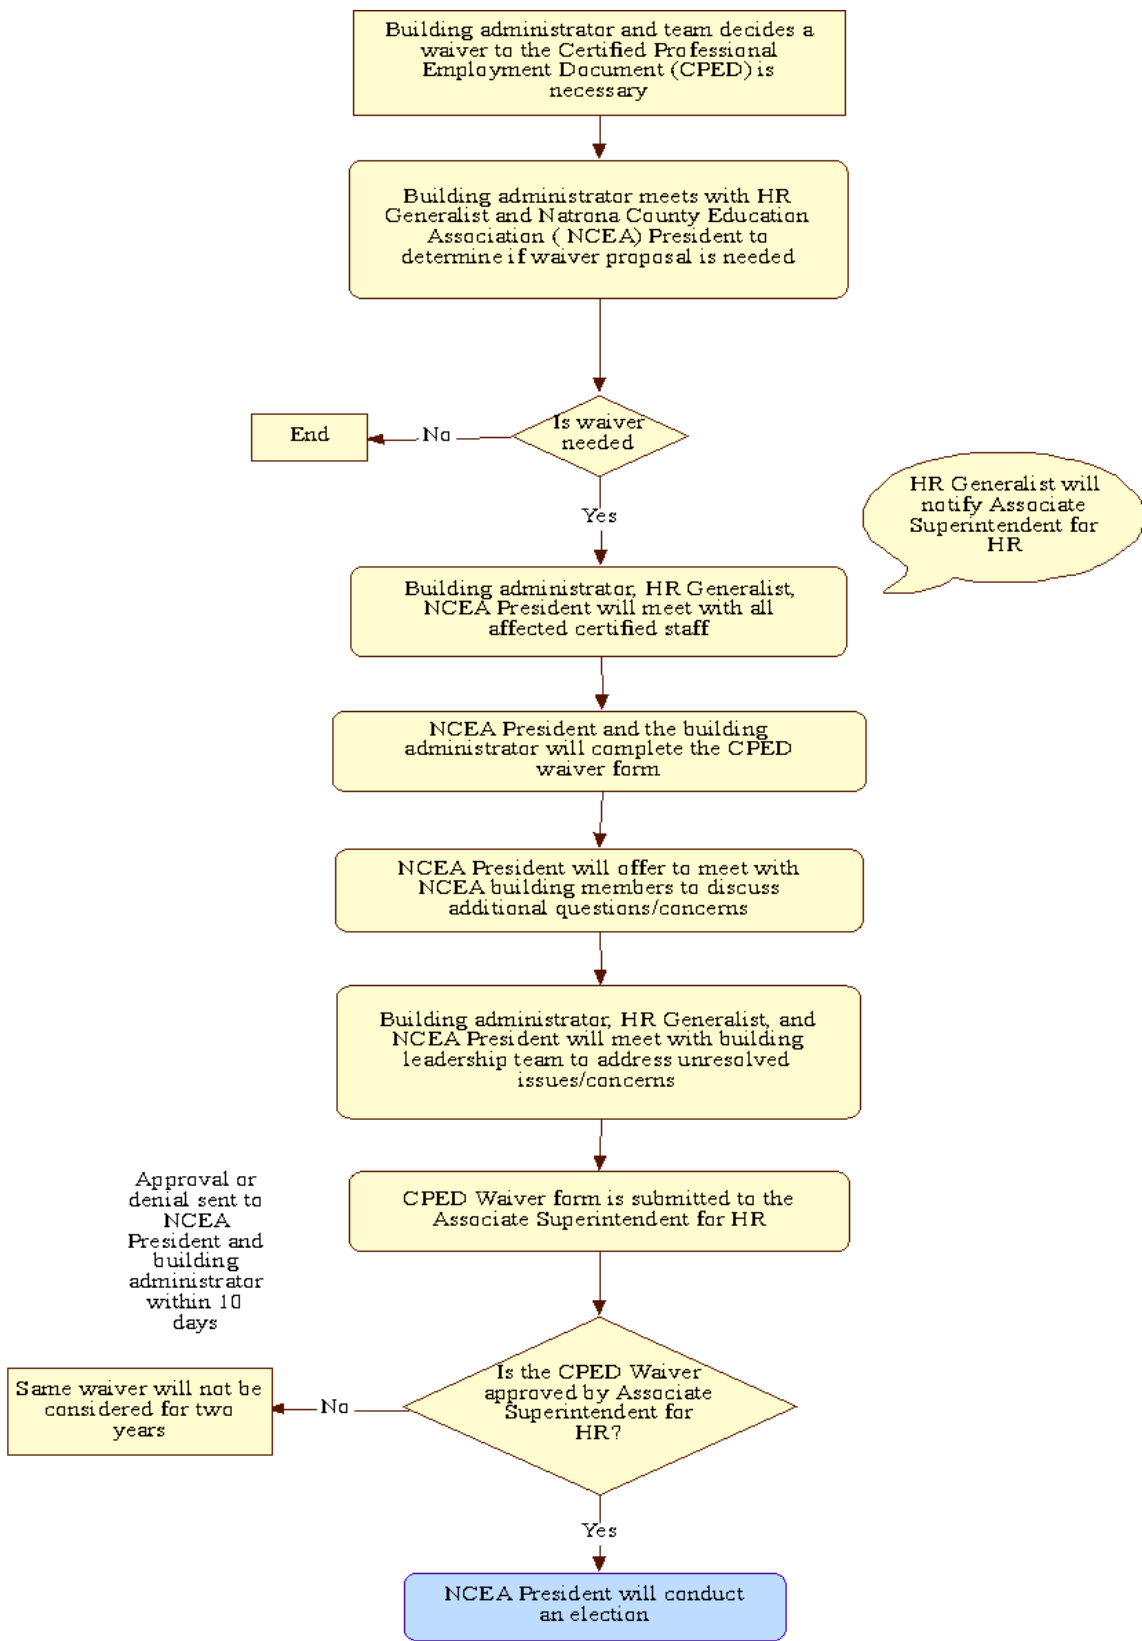 Building administrator and team decides a
waiver to the Certified Professional
Employment Document (CPED) is
necessary
Building administrator meets with HR
Generalist and Natrona County Education
Association ( NCEA) President to
determine if waiver proposal is needed
Is waiver
needed
No
End
Yes
HR Generalist will
notify Associate
Superintendent for
HR
Building administrator, HR Generalist,
NCEA President will meet with all
affected certified staff
NCEA President and the building
administrator will complete the CPED
waiver form
NCEA President will offer to meet with
NCEA building members to discuss
additional questions/concerns
Building administrator, HR Generalist, and
NCEA President will meet with building
leadership team to address unresolved
issues/concerns
CPED Waiver form is submitted to the
Associate Superintendent for HR
Approval or
denial sent to
NCEA
President and
building
administrator
within 10
days
Is the CPED Waiver
approved by Associate
Superintendent for
HR?
No
Same waiver will not be
considered for two
years
Yes
NCEA President will conduct
an election